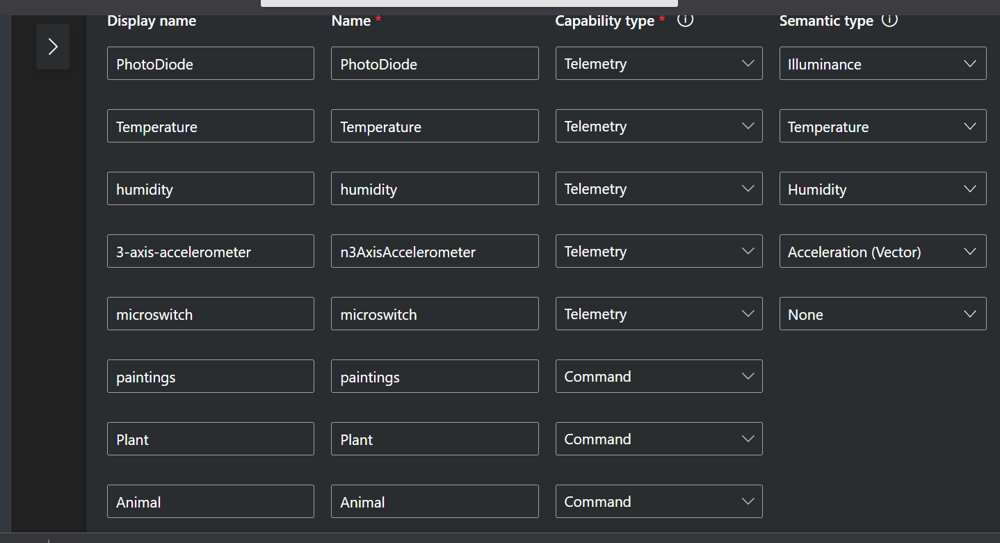 Display name Name * Capability type * Semantic type
PhotoDiode PhotoDiode Telemetry Illuminance
Temperature Temperature Telemetry Temperature
humidity humidity Telemetry Humidity
3-axis-accelerometer n3AxisAccelerometer Telemetry Acceleration (Vector)
microswitch microswitch Telemetry None
paintings paintings Command
Plant Plant Command
Animal Animal Command